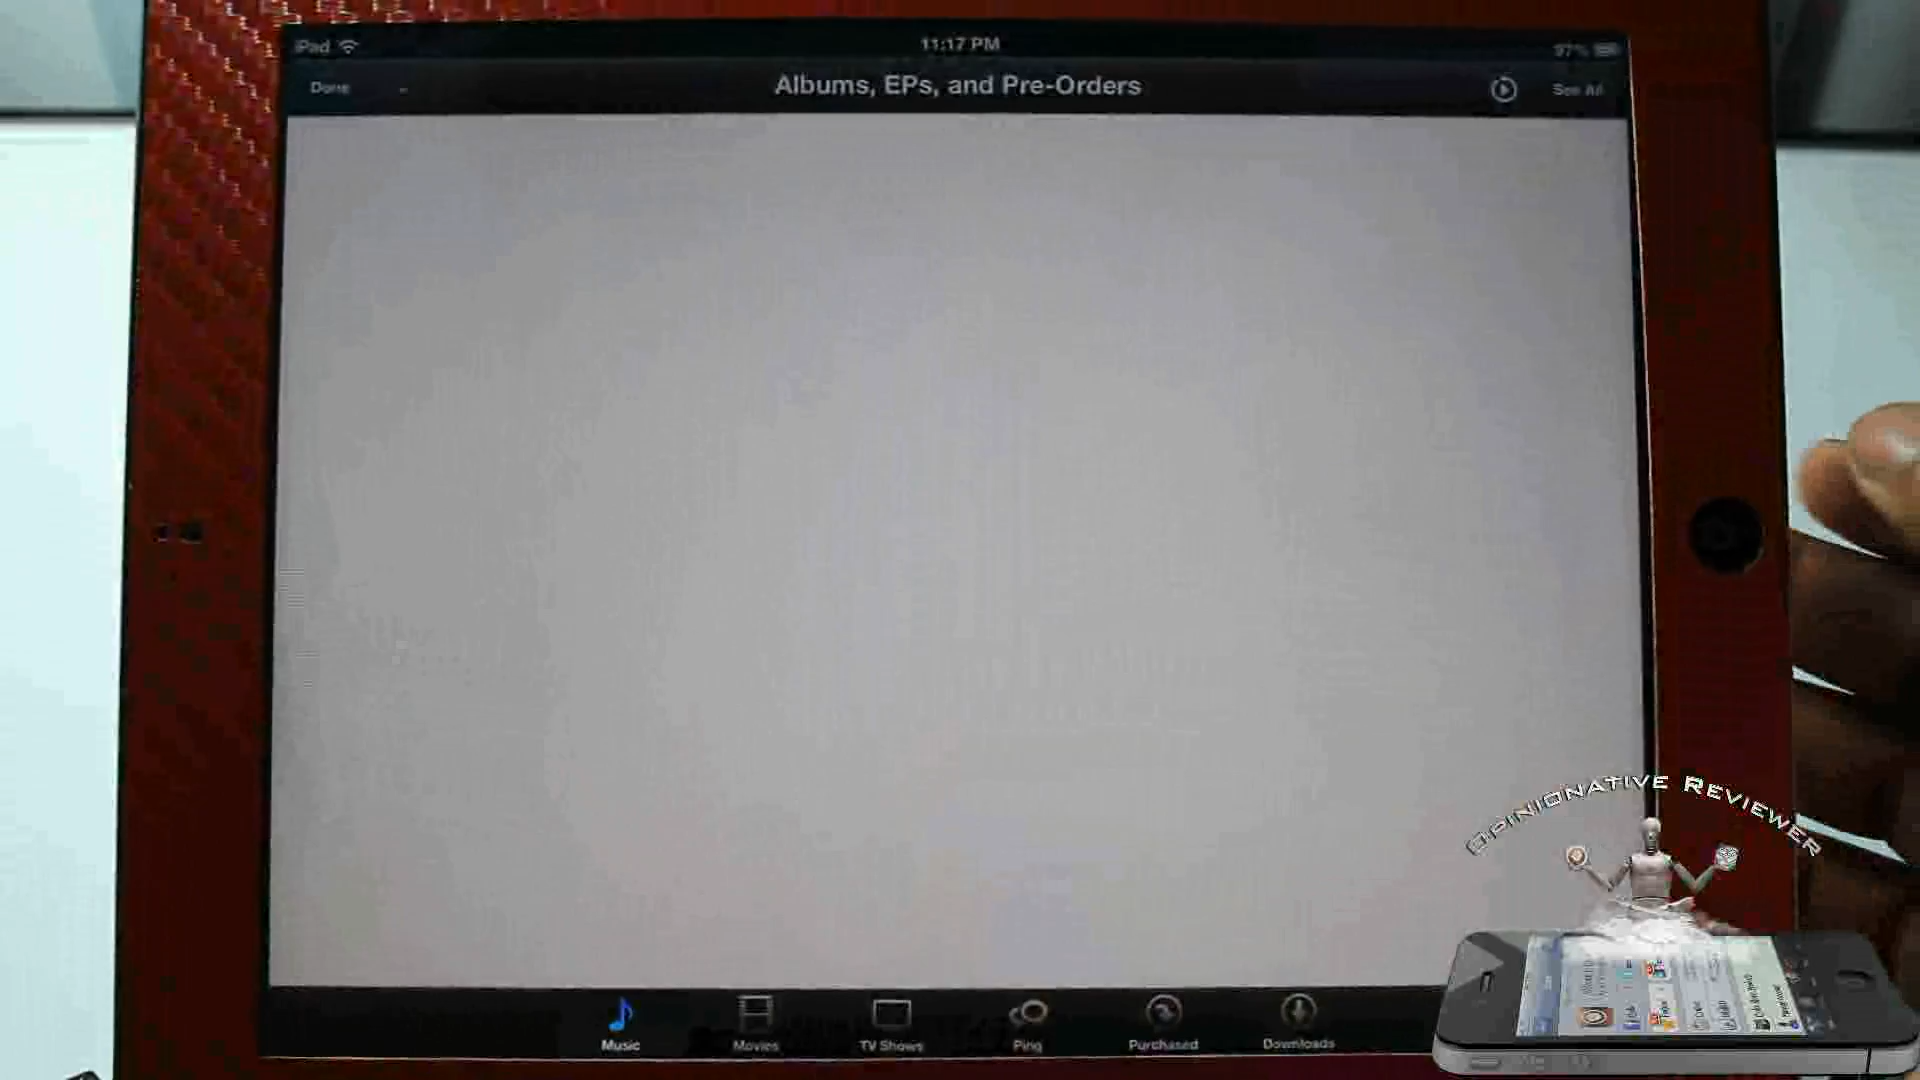 iPad
11:17 PM
97%
Done
Albums, EPs, and Pre-Orders
See All
Music
Movies
TV Shows
Ping
Purchased
Downloads
Opinionative Reviewer